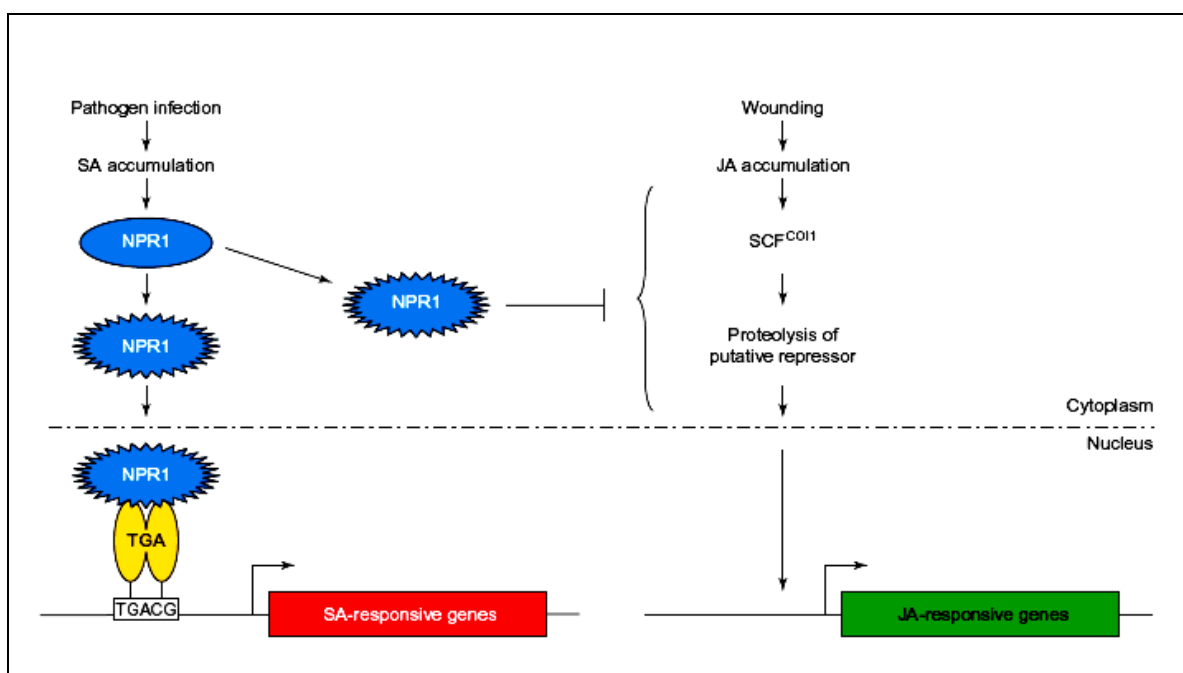 Pathogen infection
SA accumulation
NPR1
NPR1
NPR1
NPR1
TGA
TGACG
SA-responsive genes
Wounding
JA accumulation
SCF^COI1
Proteolysis of
putative repressor
Cytoplasm
Nucleus
JA-responsive genes